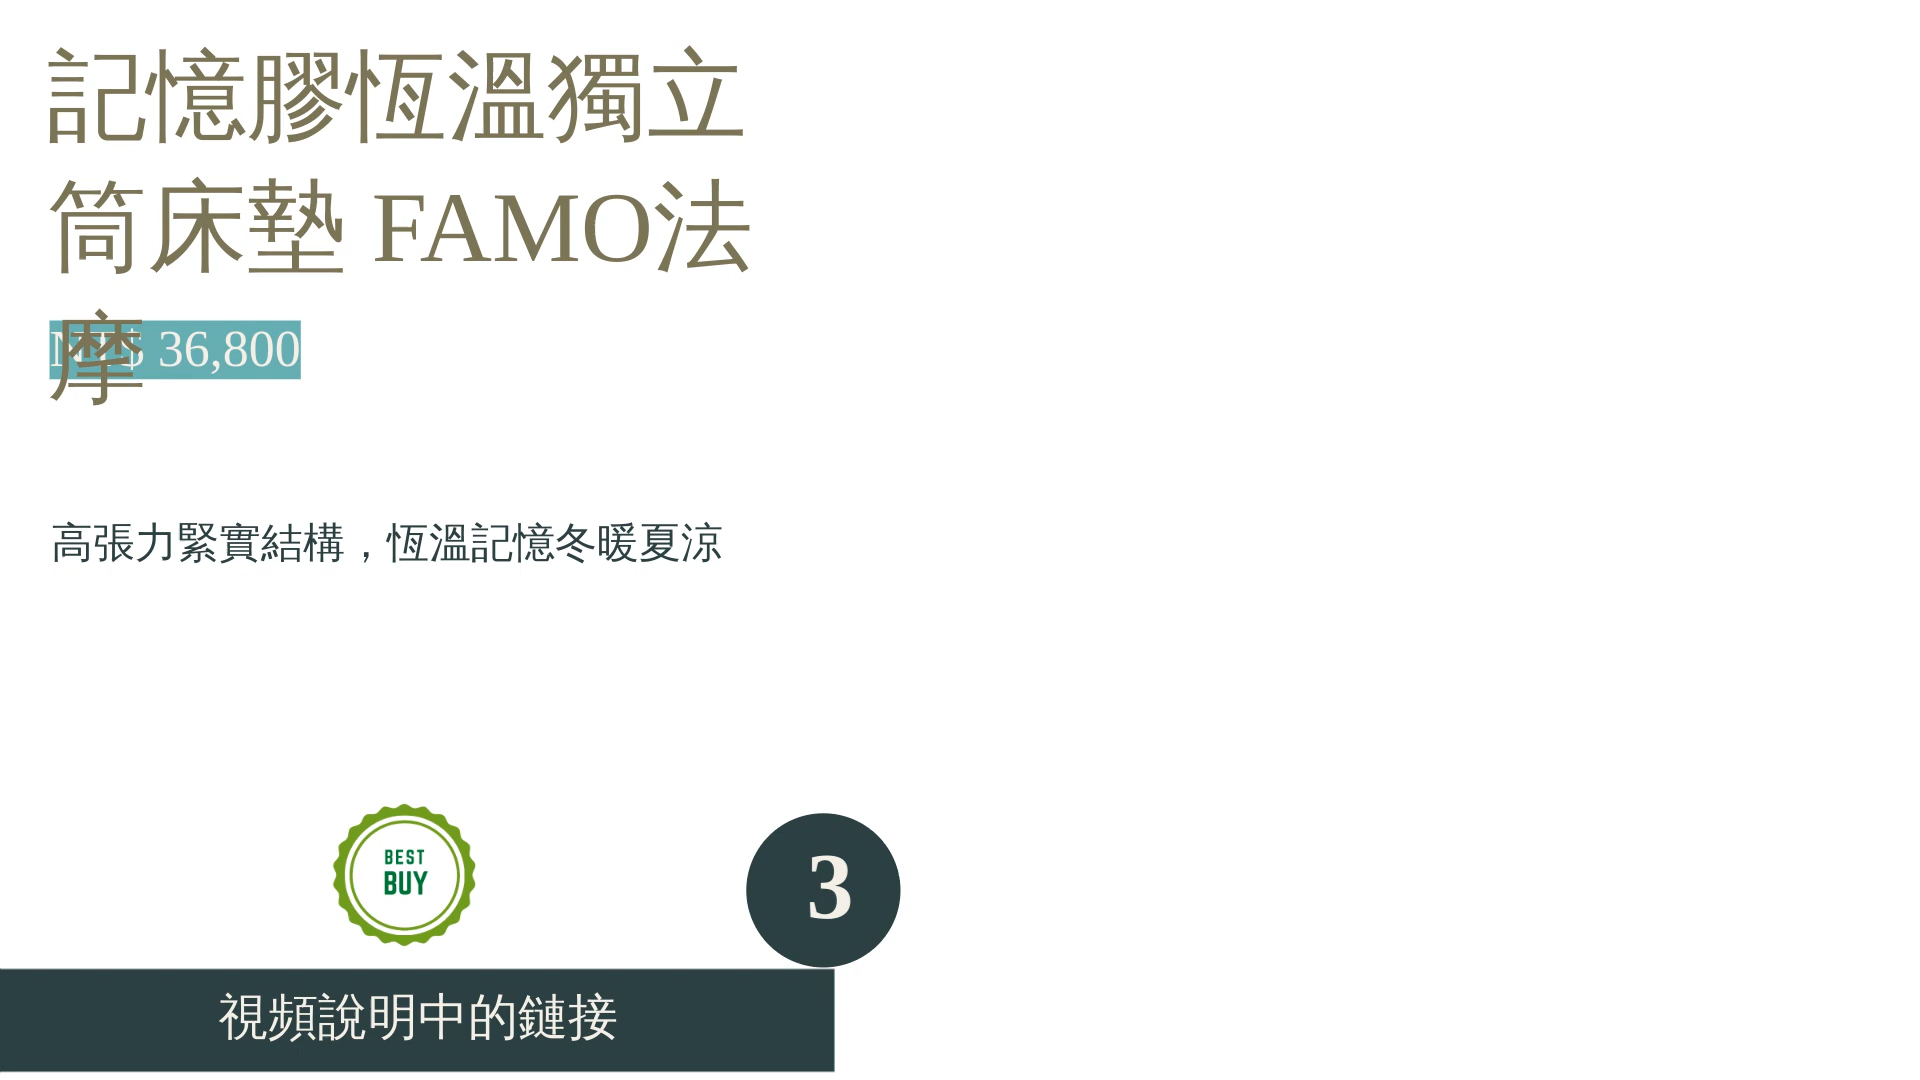 記憶膠恆溫獨立
筒床墊 FAMO法
摩
NT$ 36,800
高張力緊實結構，恆溫記憶冬暖夏涼
BEST
BUY
3
視頻說明中的鏈接